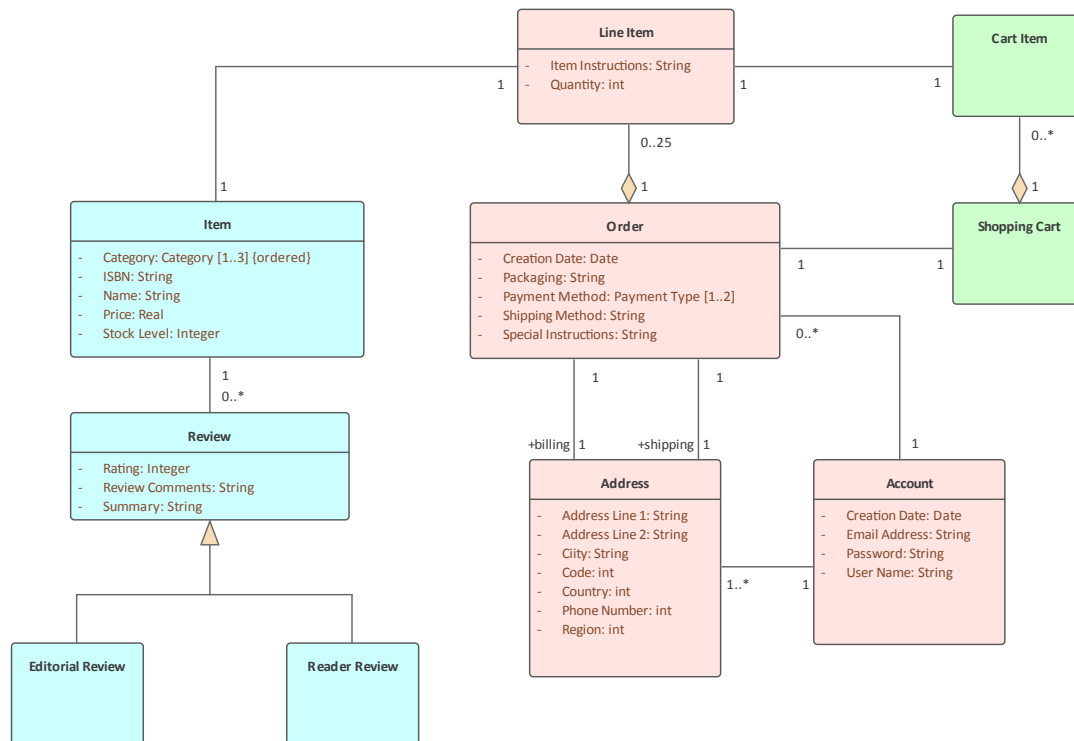 Line Item
- Item Instructions: String
- Quantity: int
Cart Item
1
1
1
1
0..25
0..*
1
1
1
Item
- Category: Category [1..3] {ordered}
- ISBN: String
- Name: String
- Price: Real
- Stock Level: Integer
Order
- Creation Date: Date
- Packaging: String
- Payment Method: Payment Type [1..2]
- Shipping Method: String
- Special Instructions: String
Shopping Cart
1
1
0..*
1
0..*
1
1
Review
- Rating: Integer
- Review Comments: String
- Summary: String
+billing 1
+shipping 1
1
Address
- Address Line 1: String
- Address Line 2: String
- Ciity: String
- Code: int
- Country: int
- Phone Number: int
- Region: int
Account
- Creation Date: Date
- Email Address: String
- Password: String
- User Name: String
1..*
1
Editorial Review
Reader Review